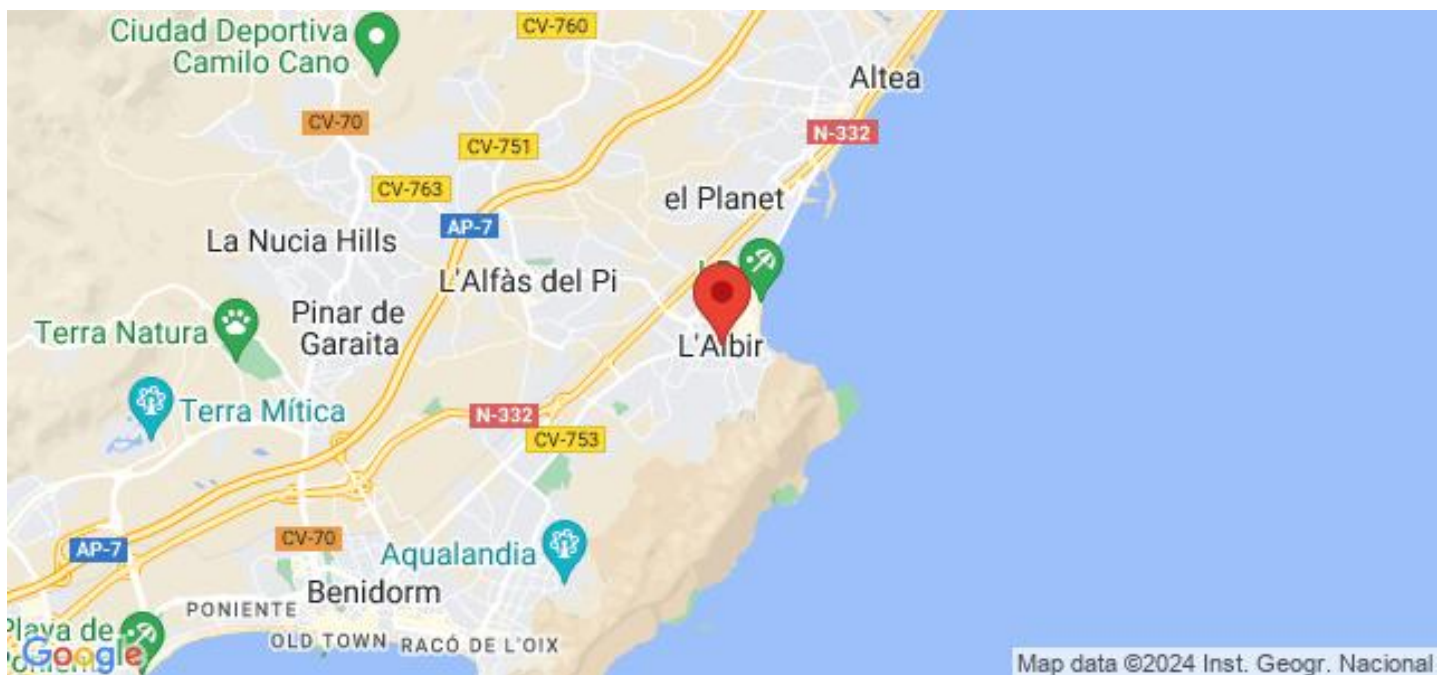 Ciudad Deportiva
Camilo Cano
CV-760
Altea
CV-70
N-332
CV-751
CV-763
el Planet
AP-7
La Nucia Hills
L'Alfàs del Pi
Pinar de
Garaita
Terra Natura
L'Albir
Terra Mítica
N-332
CV-753
CV-70
AP-7
Aqualandia
Benidorm
PONIENTE
OLD TOWN
RACÓ DE L'OIX
Playa de
Google
Map data ©2024 Inst. Geogr. Nacional